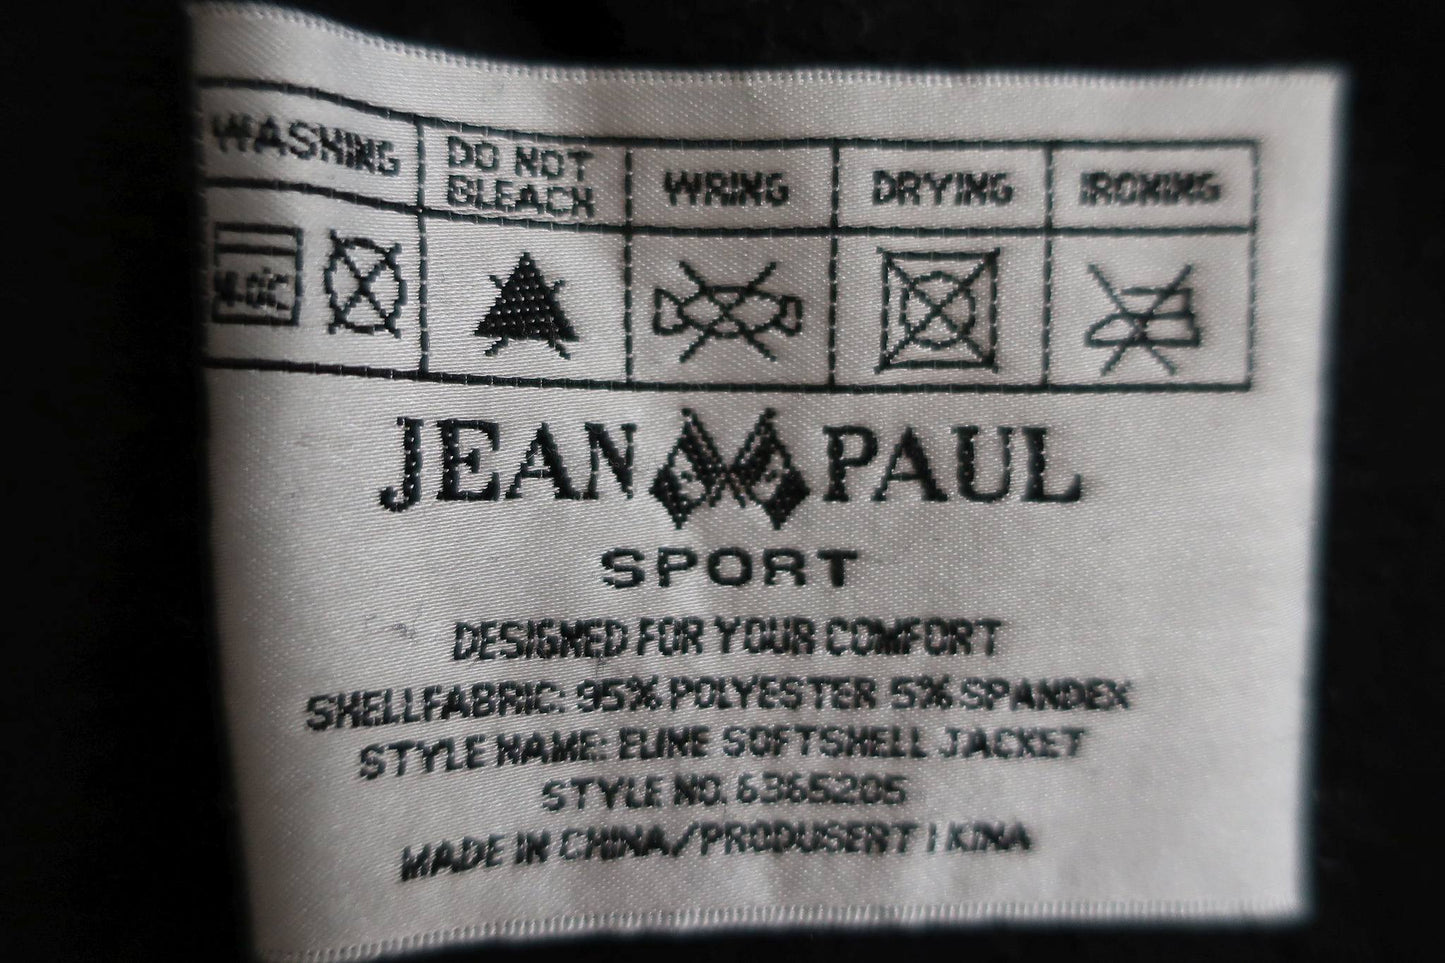 WASHING
DO NOT
BLEACH
WRING
DRYING
IRONING
40°C
JEAN PAUL
SPORT
DESIGNED FOR YOUR COMFORT
SHELLFABRIC: 95% POLYESTER 5% SPANDEX
STYLE NAME: ELINE SOFTSHELL JACKET
STYLE NO. 6365205
MADE IN CHINA/PRODUSERT I KINA